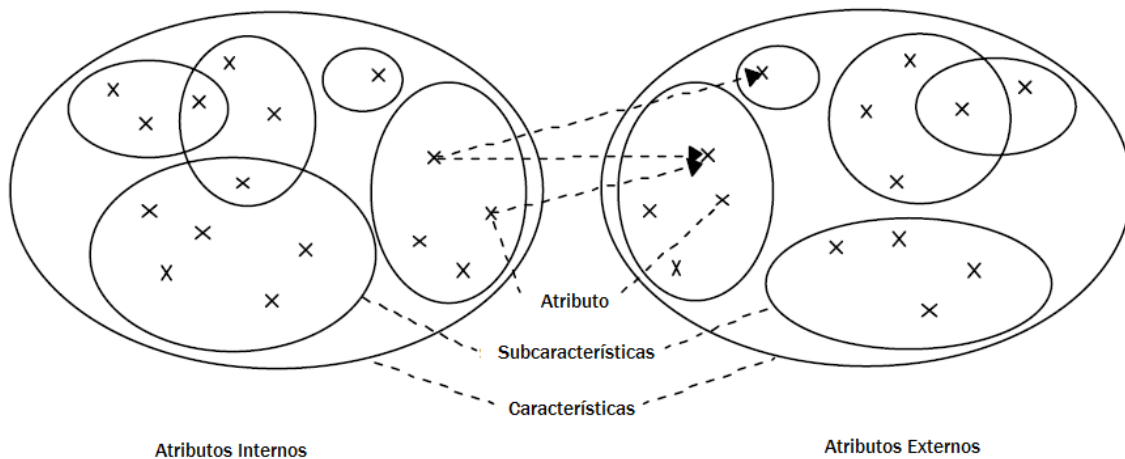 Atributo
Subcaracterísticas
Características
Atributos Internos
Atributos Externos